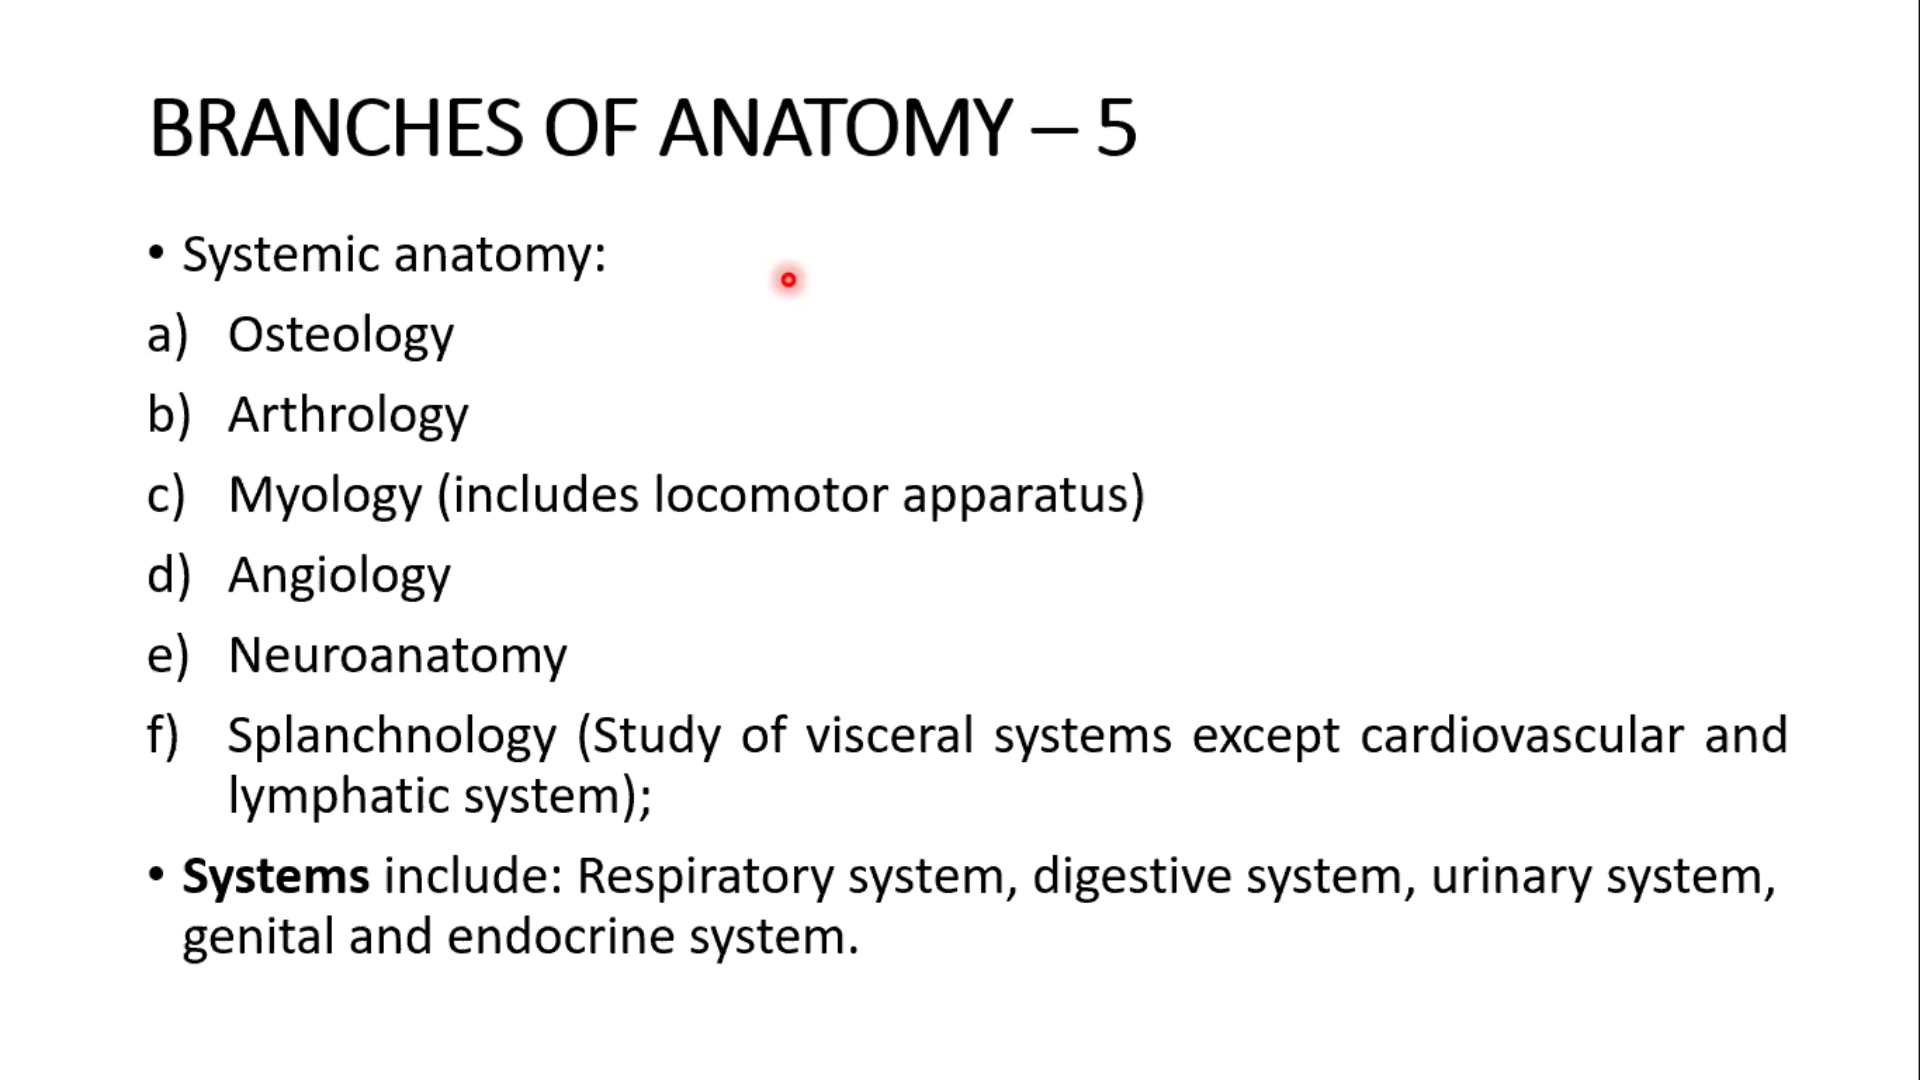 BRANCHES OF ANATOMY – 5
• Systemic anatomy:
a) Osteology
b) Arthrology
c) Myology (includes locomotor apparatus)
d) Angiology
e) Neuroanatomy
f) Splanchnology (Study of visceral systems except cardiovascular and
lymphatic system);
• Systems include: Respiratory system, digestive system, urinary system,
genital and endocrine system.